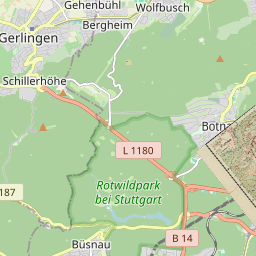 Gehenbühl
Wolfbusch
Bergheim
Gerlingen
Schillerhöhe
Botn
L 1180
187
Rotwildpark
bei Stuttgart
Büsnau
B 14